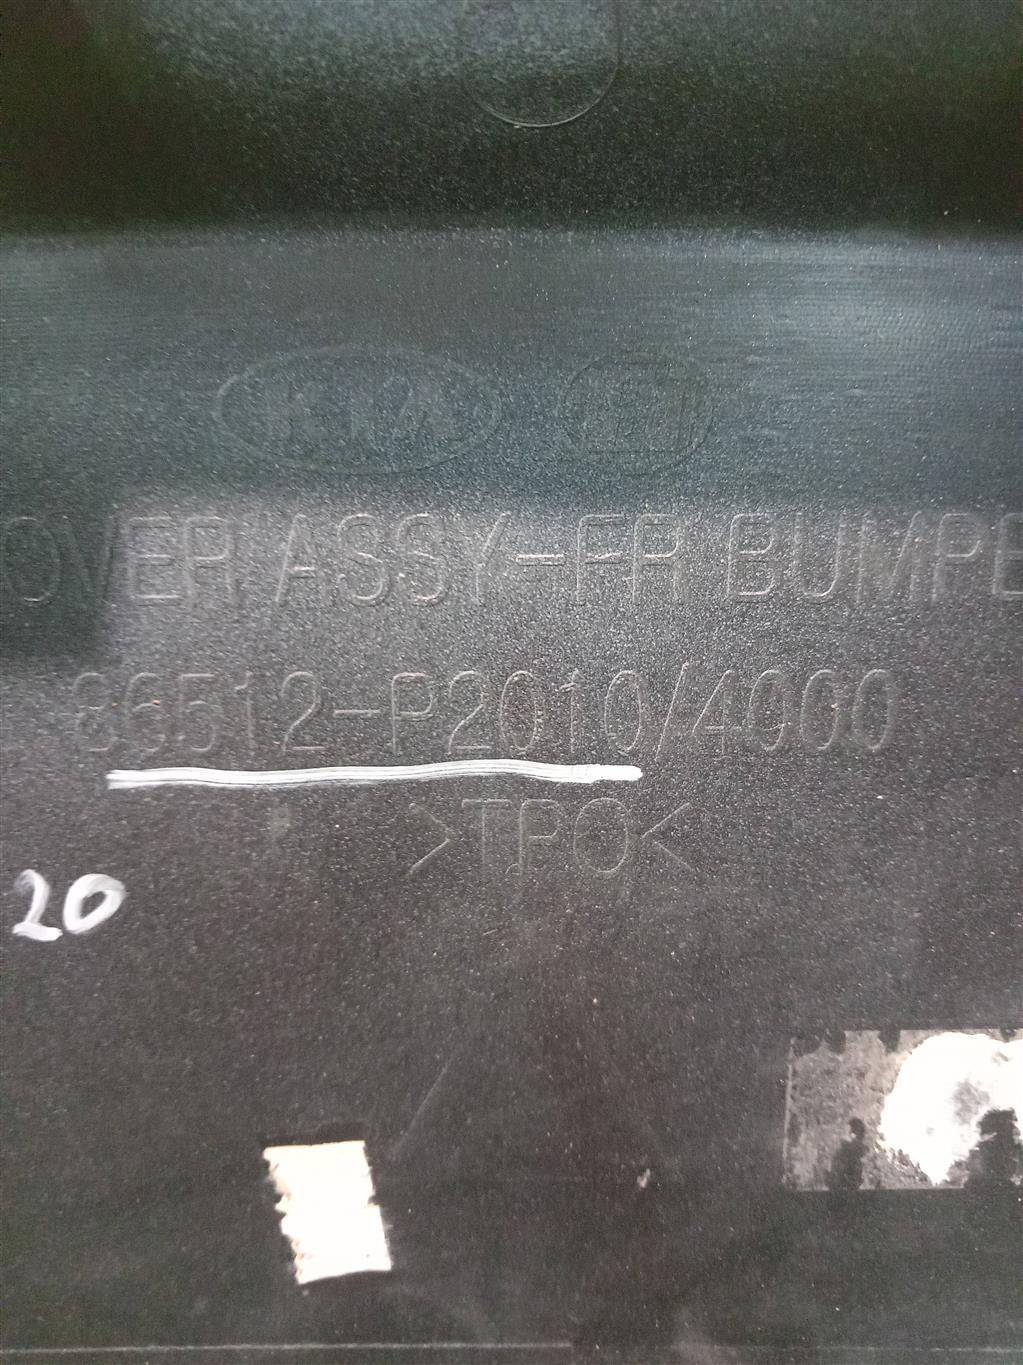 KIA
OVER ASSY-FR BUMPE
86512-P2010/4000
>TPO<
20